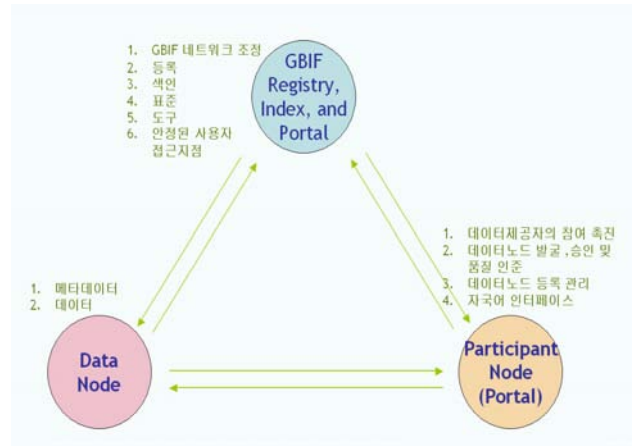 1. GBIF 네트워크 조정
2. 등록
3. 색인
4. 표준
5. 도구
6. 안정된 사용자
접근지점
GBIF
Registry,
Index, and
Portal
1. 데이터제공자의 참여 촉진
2. 데이터노드 발굴 ,승인 및
품질 인준
3. 데이터노드 등록 관리
4. 자국어 인터페이스
1. 메타데이터
2. 데이터
Data
Node
Participant
Node
(Portal)